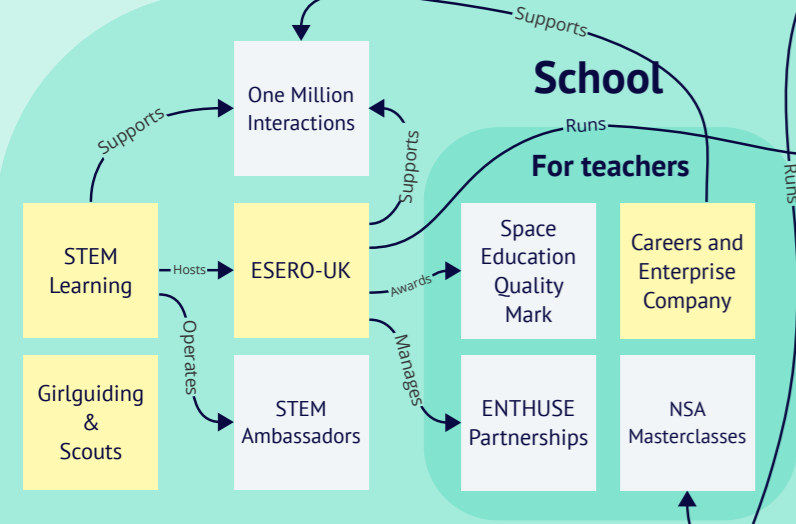 Supports
School
One Million
Interactions
Supports
Supports
Runs
For teachers
Runs
STEM
Learning
Hosts
ESERO-UK
Awards
Space
Education
Quality
Mark
Careers and
Enterprise
Company
Operates
Manages
Girlguiding
&
Scouts
STEM
Ambassadors
ENTHUSE
Partnerships
NSA
Masterclasses